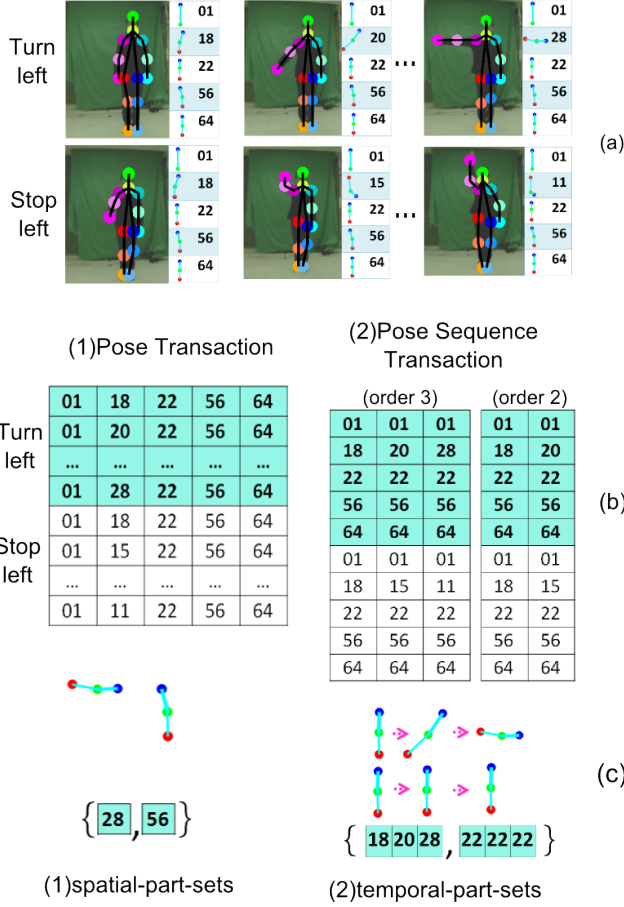 Turn
left
01
18
22
56
64
01
20
22
56
64
...
01
28
22
56
64
(a)
Stop
left
01
18
22
56
64
01
15
22
56
64
...
01
11
22
56
64
(1)Pose Transaction
(2)Pose Sequence
Transaction
(order 3) (order 2)
Turn
left
01 18 22 56 64
01 20 22 56 64
... ... ... ... ...
01 28 22 56 64
Stop
left
01 18 22 56 64
01 15 22 56 64
... ... ... ... ...
01 11 22 56 64
01 01 01 01 01
18 20 28 18 20
22 22 22 22 22
56 56 56 56 56
64 64 64 64 64
01 01 01 01 01
18 15 11 18 15
22 22 22 22 22
56 56 56 56 56
64 64 64 64 64
(b)
{28, 56}
(1)spatial-part-sets
{18 20 28, 22 22 22}
(2)temporal-part-sets
(c)